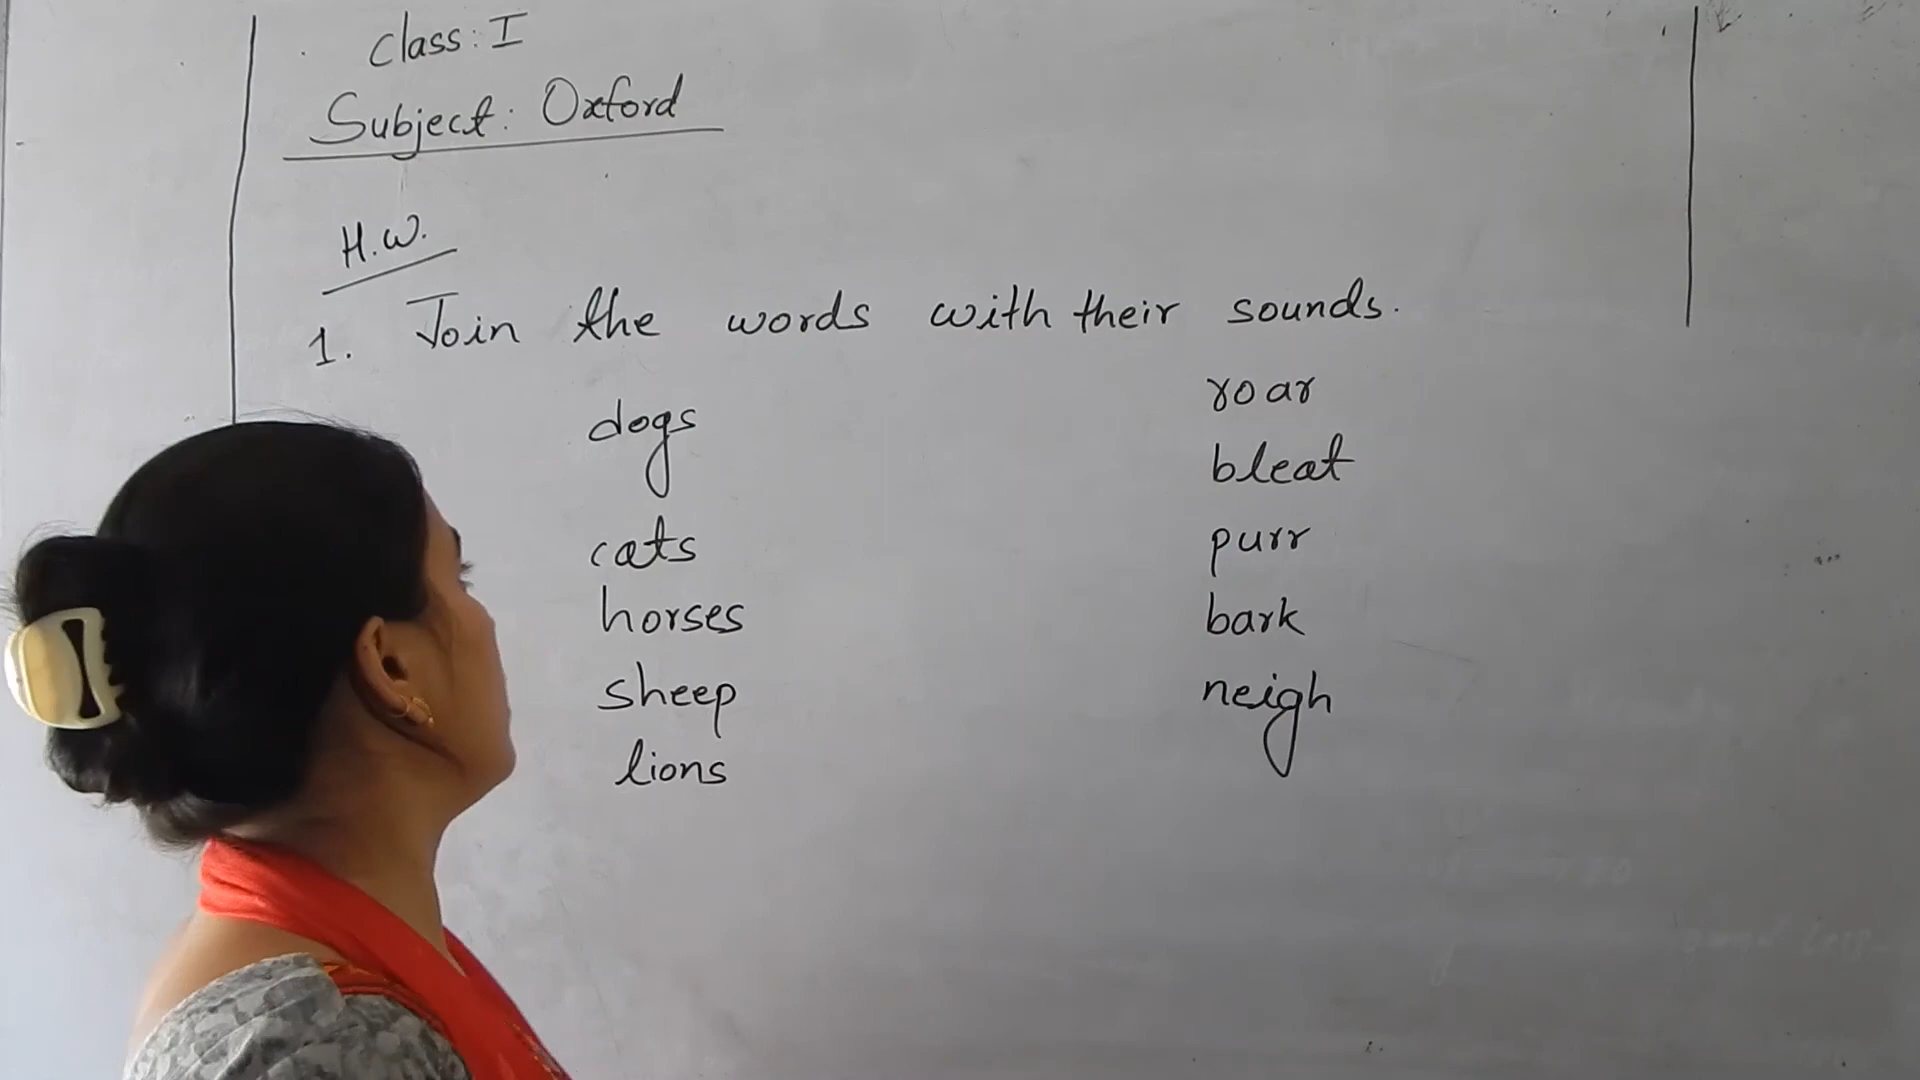 Class: I
Subject: Oxford
H.W.
1. Join the words with their sounds.
dogs roar
bleat
cats purr
horses bark
sheep neigh
lions